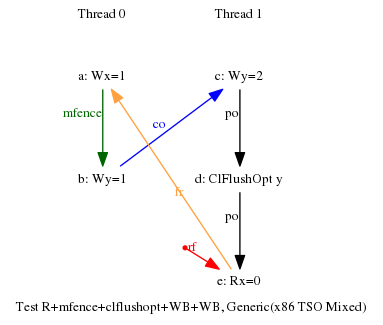 Thread 0 Thread 1
a: Wx=1 c: Wy=2
mfence po
co
b: Wy=1 d: ClFlushOpt y
fr
po
rf
e: Rx=0
Test R+mfence+clflushopt+WB+WB, Generic(x86 TSO Mixed)